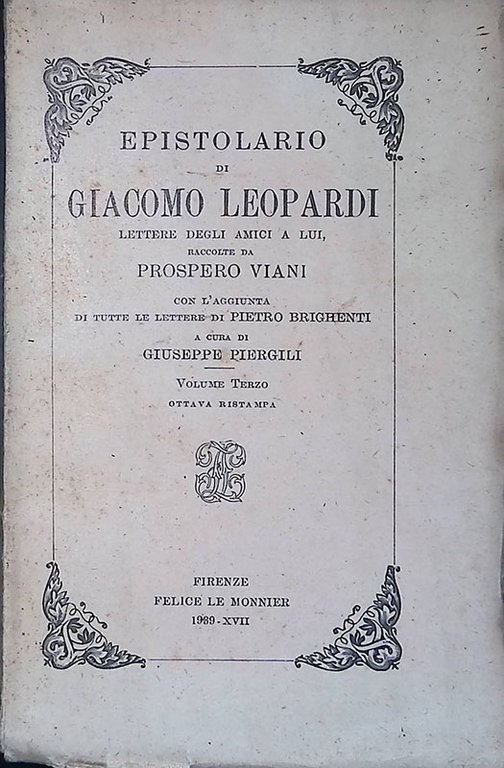 EPISTOLARIO
DI
GIACOMO LEOPARDI
LETTERE DEGLI AMICI A LUI,
RACCOLTE DA
PROSPERO VIANI
CON L'AGGIUNTA
DI TUTTE LE LETTERE DI PIETRO BRIGHENTI
A CURA DI
GIUSEPPE PIERGILI
VOLUME TERZO
OTTAVA RISTAMPA
FIRENZE
FELICE LE MONNIER
1939-XVII